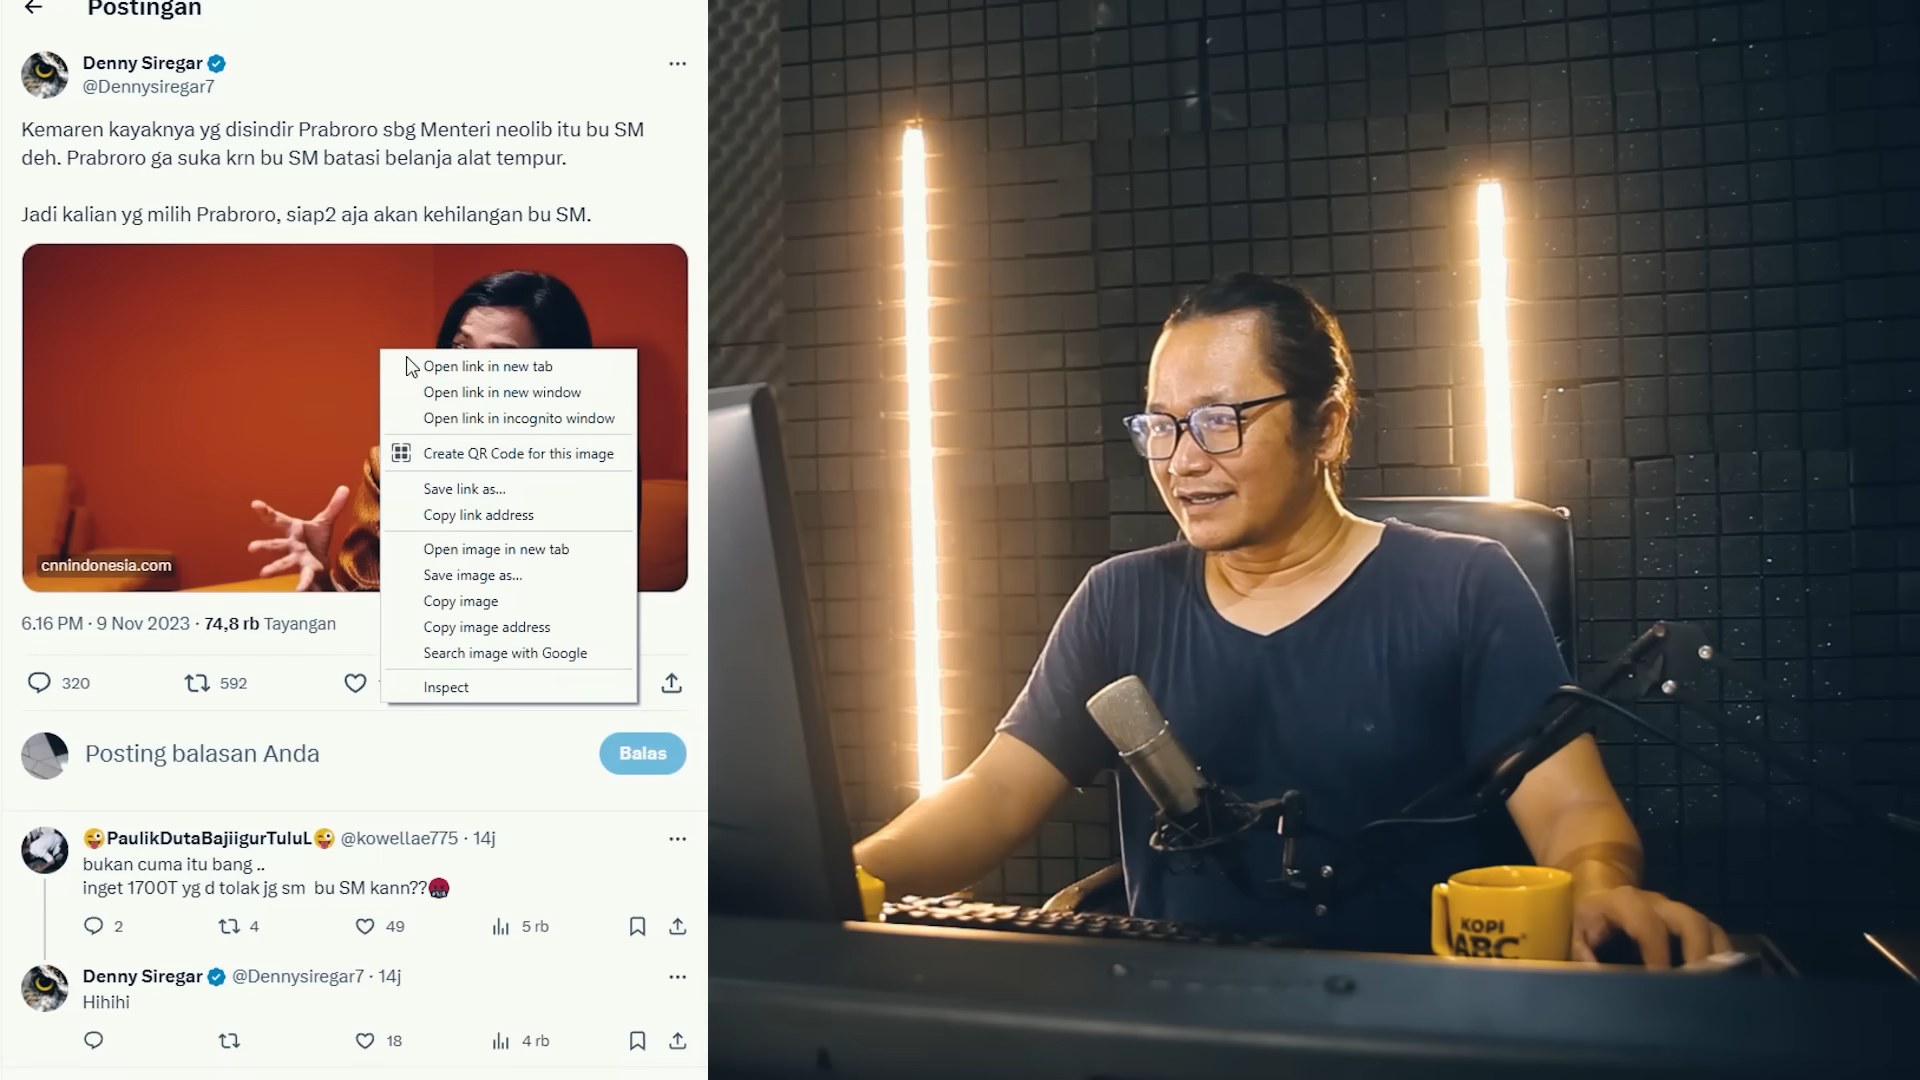 Postingan
Denny Siregar
@Dennysiregar7
Kemaren kayaknya yg disindir Prabroro sbg Menteri neolib itu bu SM
deh. Prabroro ga suka krn bu SM batasi belanja alat tempur.
Jadi kalian yg milih Prabroro, siap2 aja akan kehilangan bu SM.
Open link in new tab
Open link in new window
Open link in incognito window
Create QR Code for this image
Save link as...
Copy link address
Open image in new tab
Save image as...
Copy image
Copy image address
Search image with Google
Inspect
cnnindonesia.com
6.16 PM · 9 Nov 2023 · 74,8 rb Tayangan
320 592
Posting balasan Anda
Balas
PaulikDutaBajiigurTuluL @kowellae775 · 14j
bukan cuma itu bang ..
inget 1700T yg d tolak jg sm bu SM kann??
2 4 49 5 rb
Denny Siregar @Dennysiregar7 · 14j
Hihihi
18 4 rb
KOPI
ABC